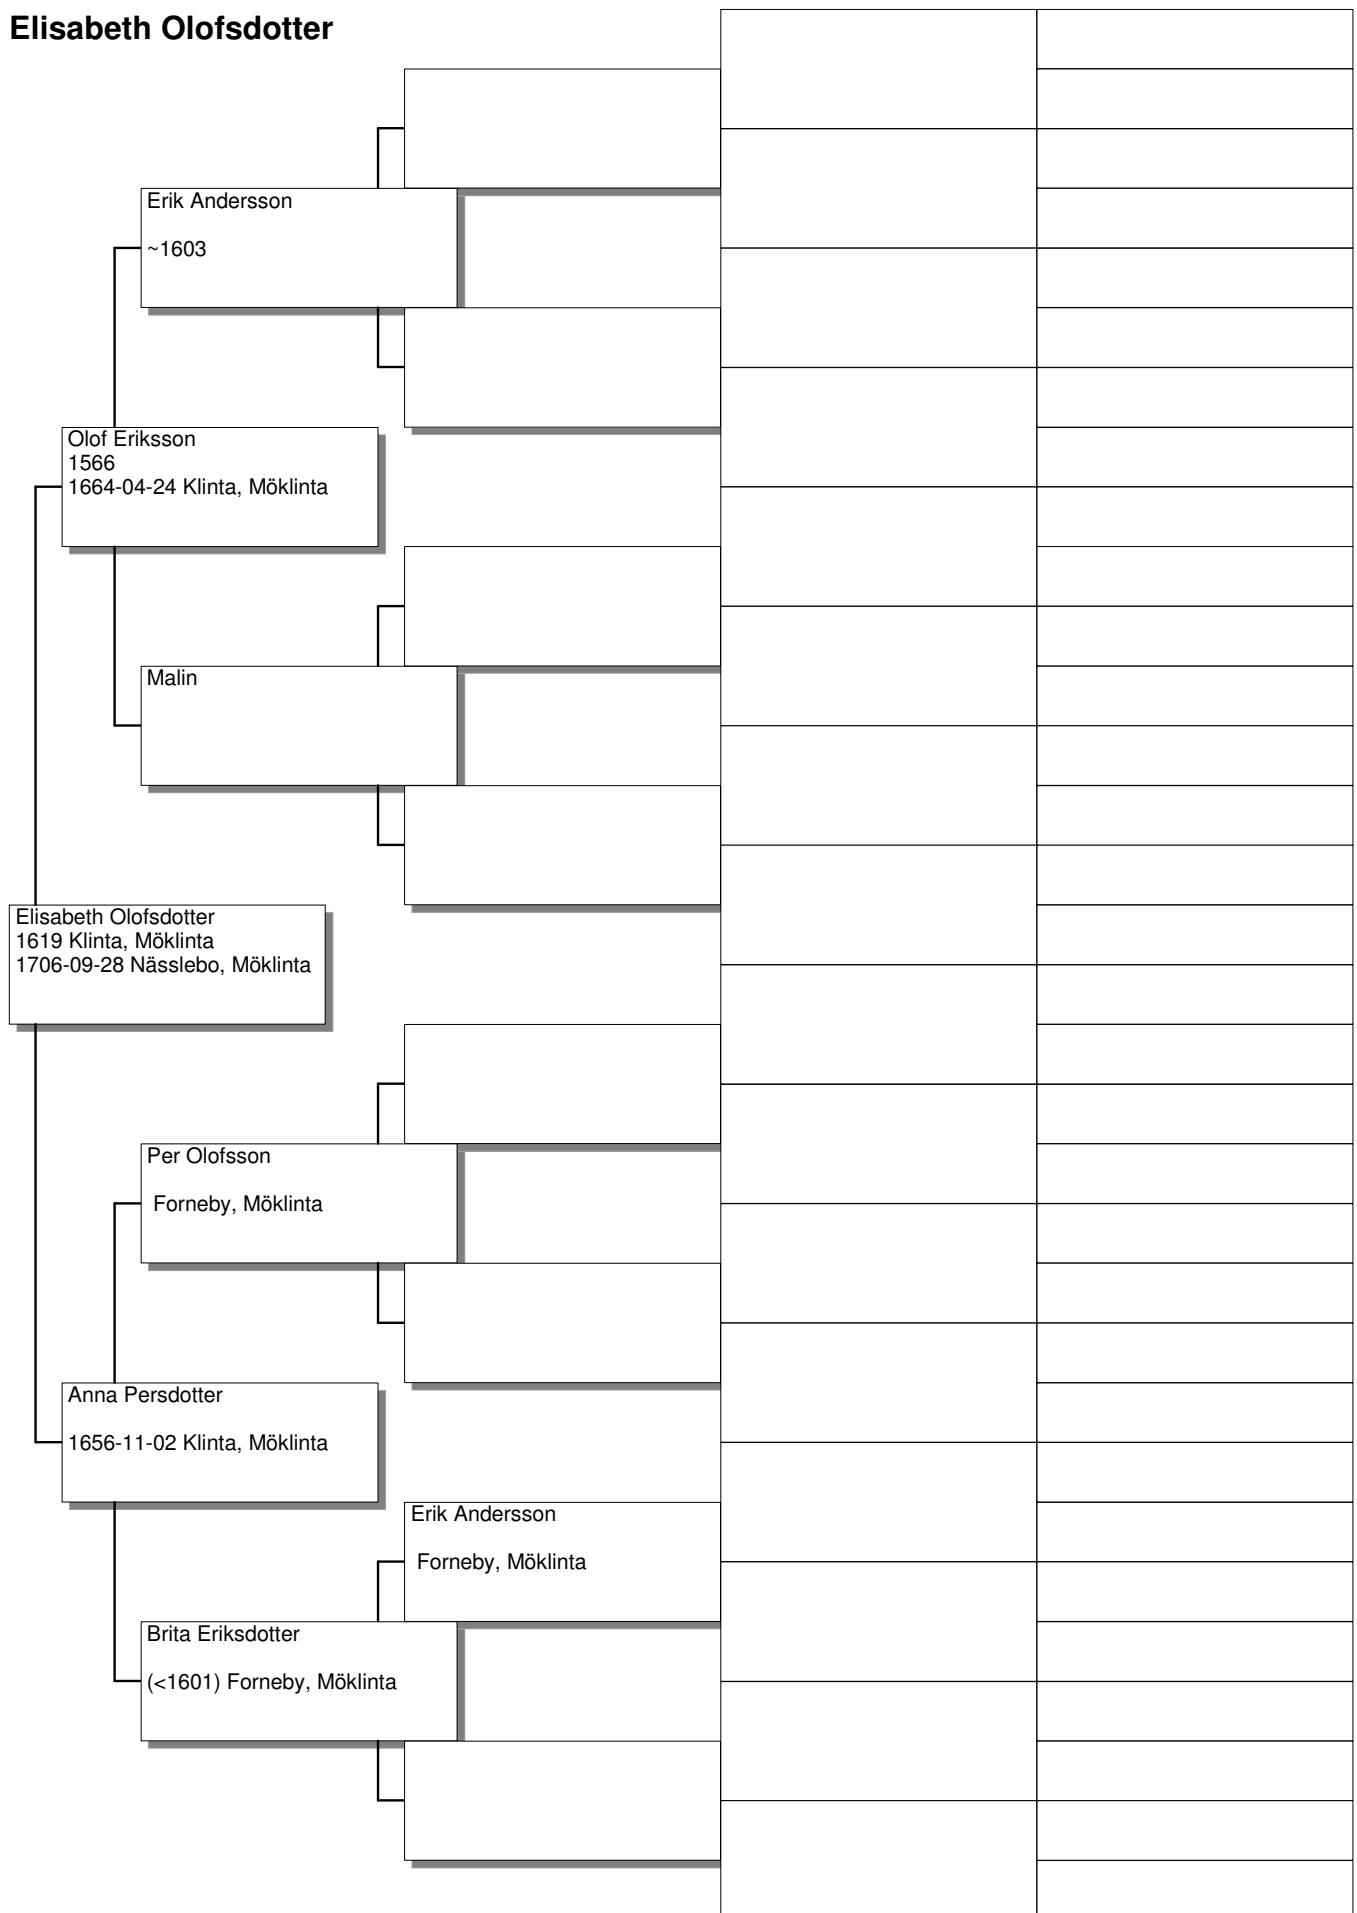 Elisabeth Olofsdotter
Erik Andersson
~1603
Olof Eriksson
1566
1664-04-24 Klinta, Möklinta
Malin
Elisabeth Olofsdotter
1619 Klinta, Möklinta
1706-09-28 Nässlebo, Möklinta
Per Olofsson
Forneby, Möklinta
Anna Persdotter
1656-11-02 Klinta, Möklinta
Erik Andersson
Forneby, Möklinta
Brita Eriksdotter
(<1601) Forneby, Möklinta